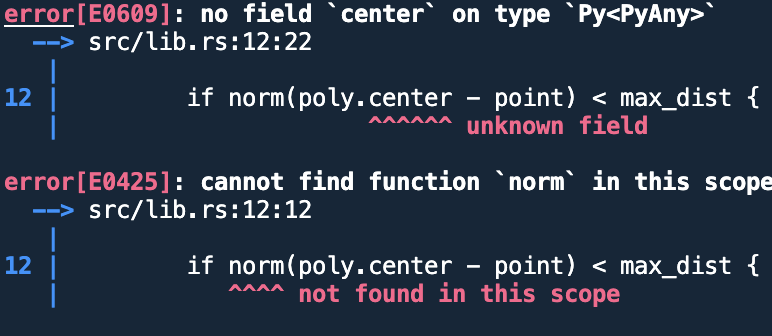 error[E0609]: no field `center` on type `Py<PyAny>`
  --> src/lib.rs:12:22
   |
12 |         if norm(poly.center - point) < max_dist {
   |                      ^^^^^^ unknown field

error[E0425]: cannot find function `norm` in this scope
  --> src/lib.rs:12:12
   |
12 |         if norm(poly.center - point) < max_dist {
   |            ^^^^ not found in this scope